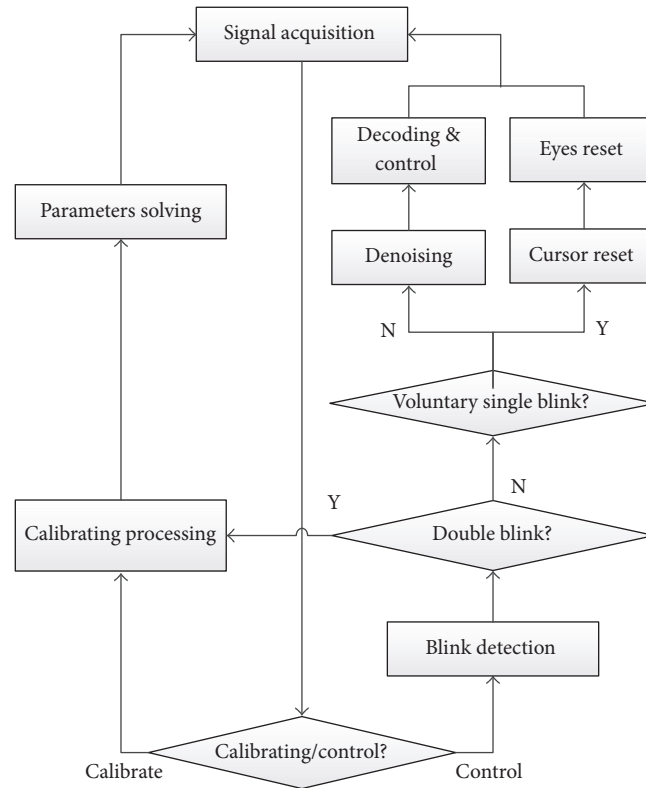 Signal acquisition
Decoding &
control
Eyes reset
Parameters solving
Denoising
Cursor reset
N
Y
Voluntary single blink?
Y
N
Calibrating processing
Double blink?
Blink detection
Calibrating/control?
Calibrate
Control